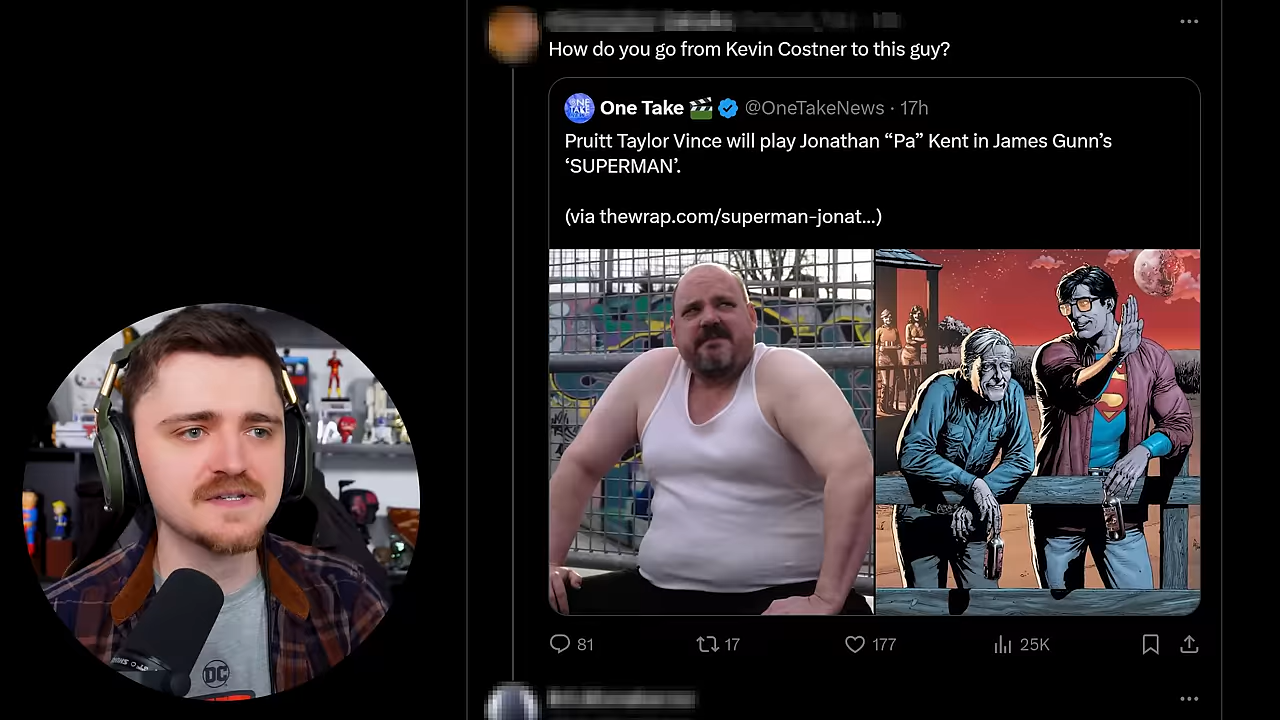 How do you go from Kevin Costner to this guy?
One Take 🎬 @OneTakeNews · 17h
Pruitt Taylor Vince will play Jonathan “Pa” Kent in James Gunn’s
‘SUPERMAN’.
(via thewrap.com/superman-jonat...)
81 17 177 25K
DC